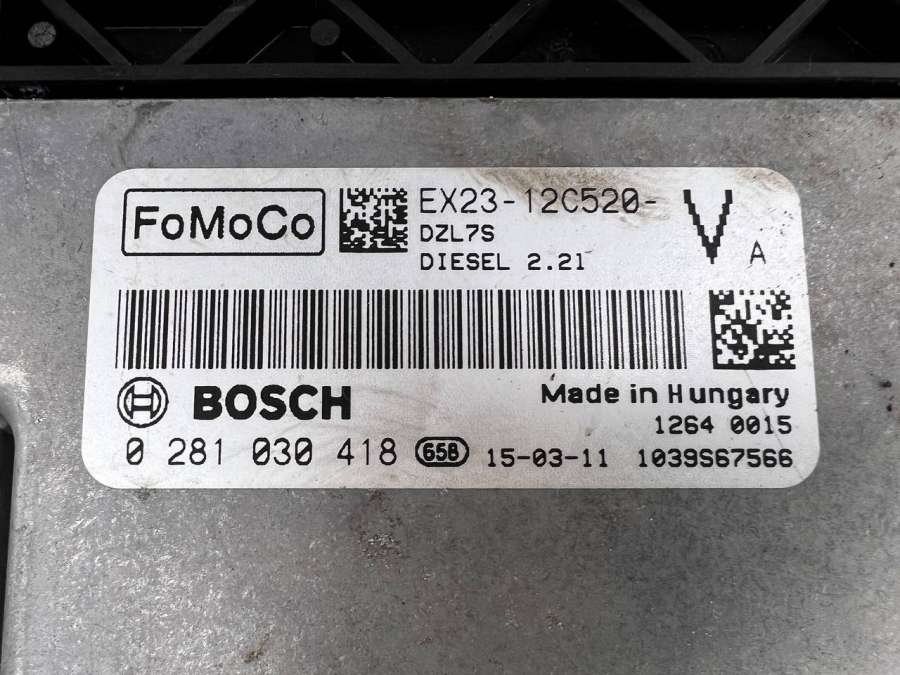 FoMoCo EX23-12C520- V A
DZL7S
DIESEL 2.2l
BOSCH Made in Hungary
1264 0015
0 281 030 418 658 15-03-11 1039S67566